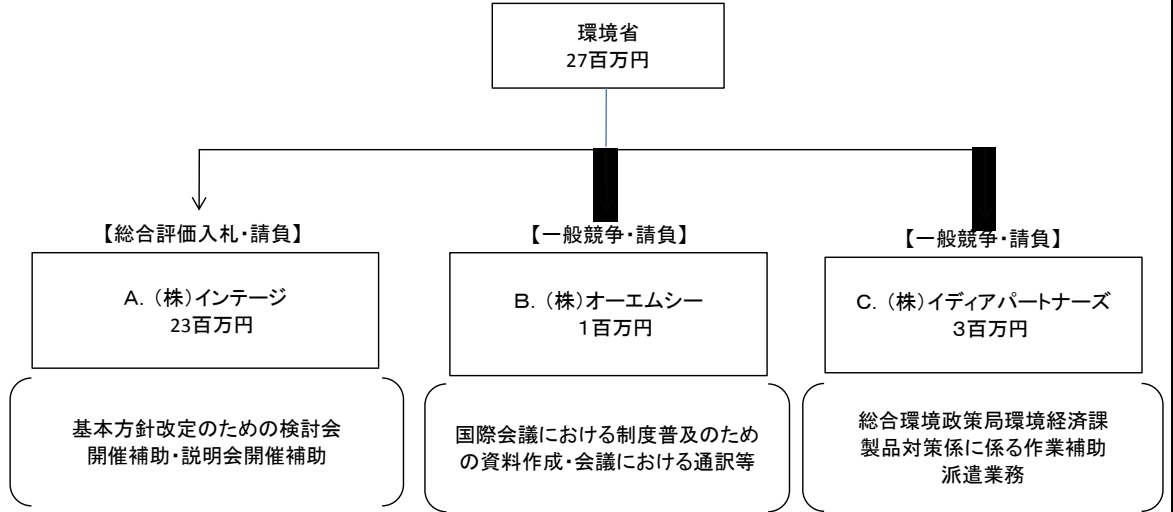 環境省
27百万円
【総合評価入札・請負】
A．（株）インテージ
23百万円
基本方針改定のための検討会
開催補助・説明会開催補助
【一般競争・請負】
B．（株）オーエムシー
１百万円
国際会議における制度普及のため
の資料作成・会議における通訳等
【一般競争・請負】
C．（株）イディアパートナーズ
３百万円
総合環境政策局環境経済課
製品対策係に係る作業補助
派遣業務